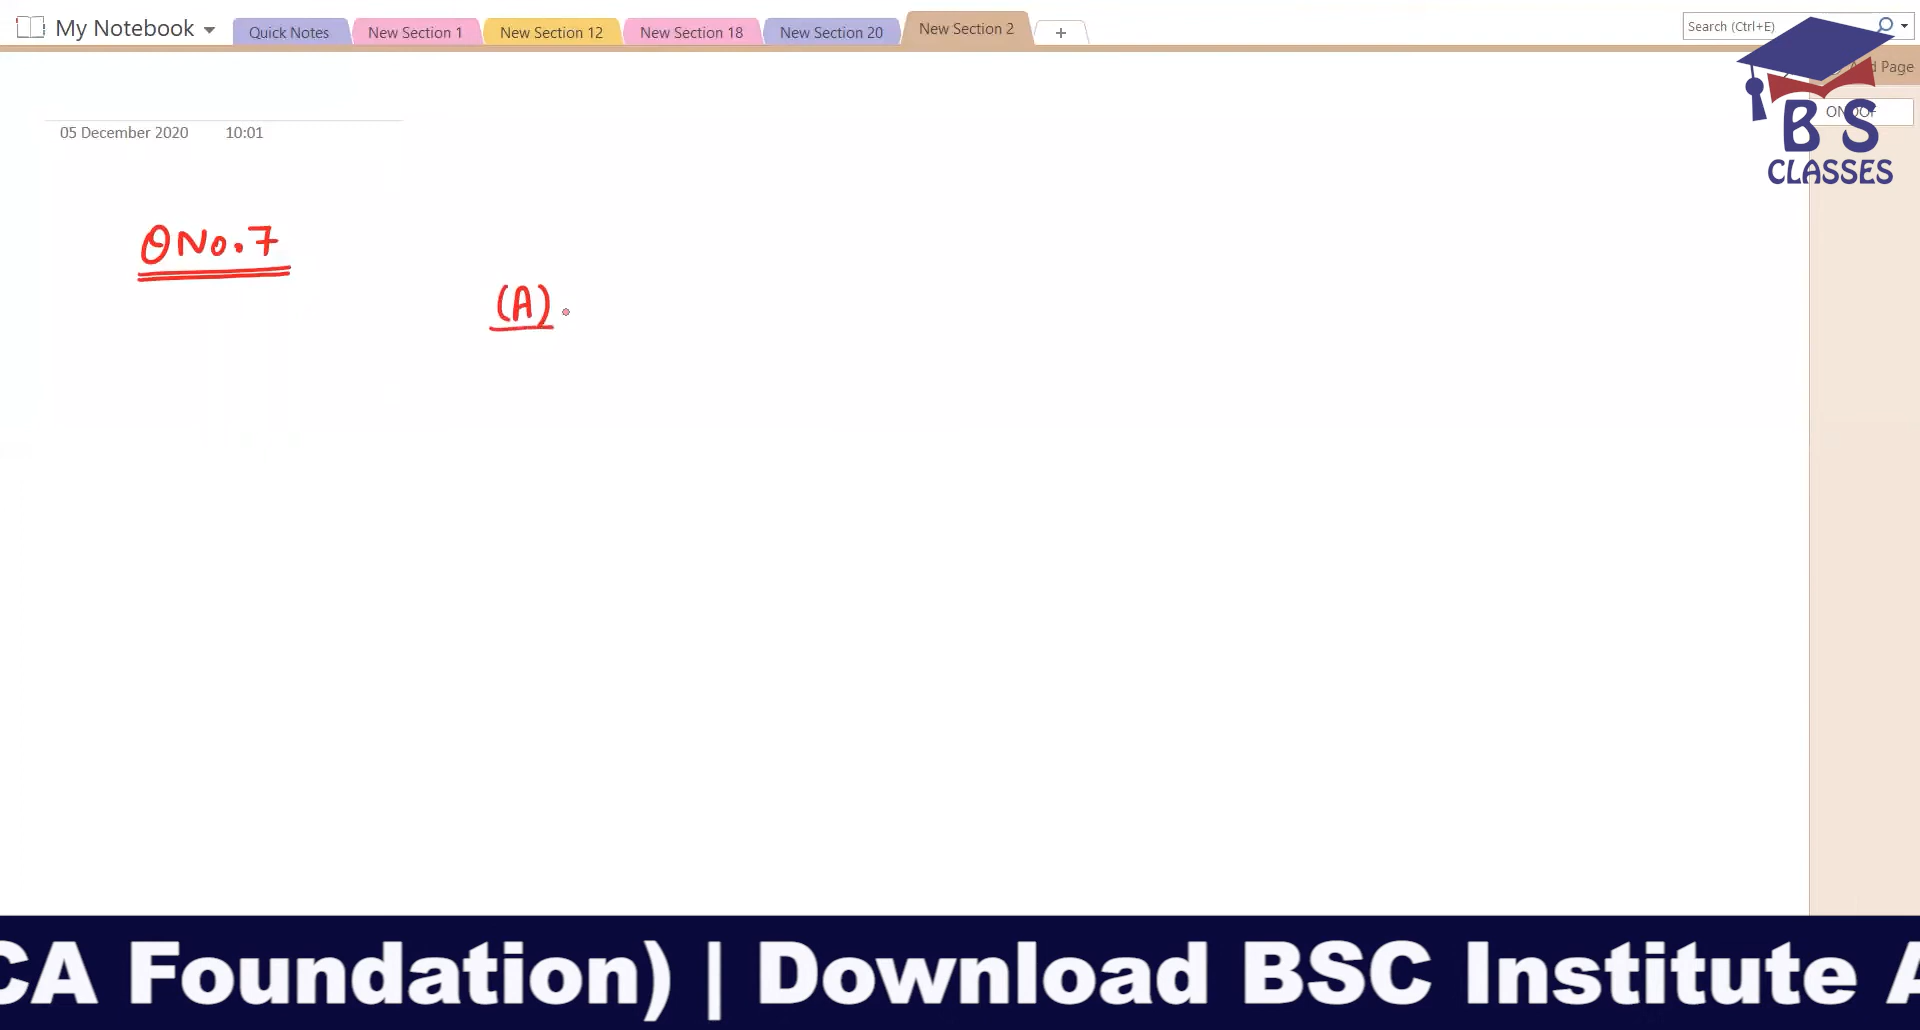 My Notebook
Quick Notes
New Section 1
New Section 12
New Section 18
New Section 20
New Section 2
+
Search (Ctrl+E)
Page
B S
CLASSES
05 December 2020 10:01
QNo.7
(A).
CA Foundation) | Download BSC Institute A